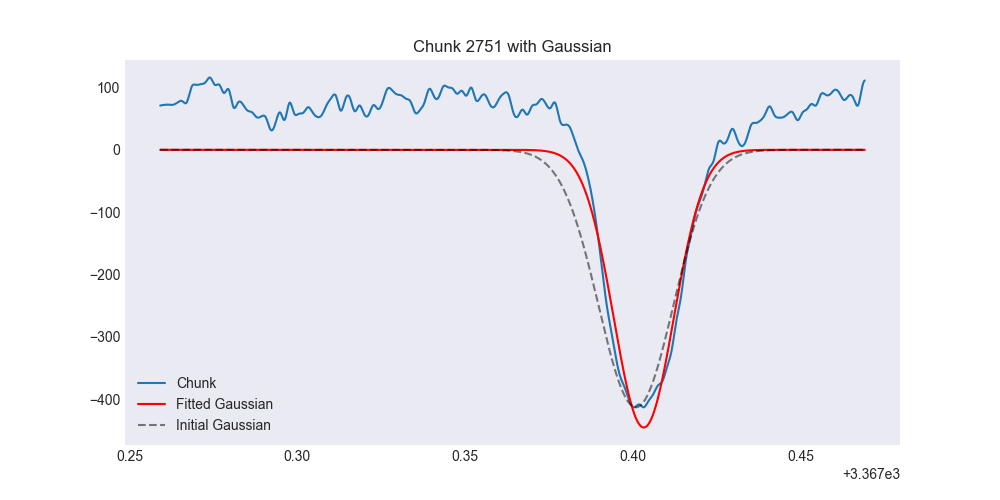 Chunk 2751 with Gaussian
100
0
−100
−200
−300
−400
Chunk
Fitted Gaussian
Initial Gaussian
0.25 0.30 0.35 0.40 0.45
+3.367e3